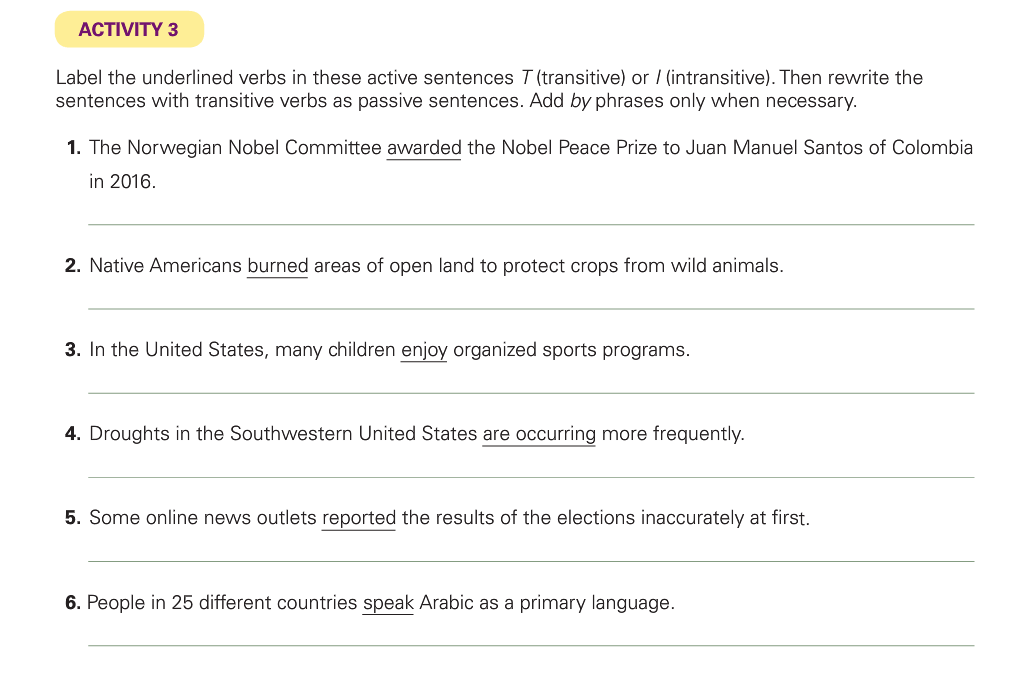 ACTIVITY 3
Label the underlined verbs in these active sentences T (transitive) or I (intransitive). Then rewrite the
sentences with transitive verbs as passive sentences. Add by phrases only when necessary.
1. The Norwegian Nobel Committee awarded the Nobel Peace Prize to Juan Manuel Santos of Colombia
in 2016.
2. Native Americans burned areas of open land to protect crops from wild animals.
3. In the United States, many children enjoy organized sports programs.
4. Droughts in the Southwestern United States are occurring more frequently.
5. Some online news outlets reported the results of the elections inaccurately at first.
6. People in 25 different countries speak Arabic as a primary language.